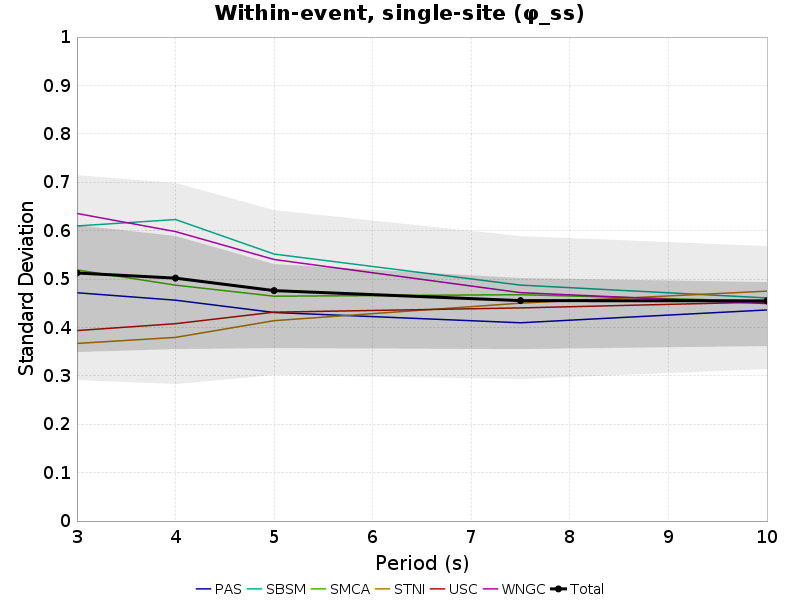 Within-event, single-site (φ_ss)
Standard Deviation
1
0.9
0.8
0.7
0.6
0.5
0.4
0.3
0.2
0.1
0
3 4 5 6 7 8 9 10
Period (s)
PAS SBSM SMCA STNI USC WNGC Total